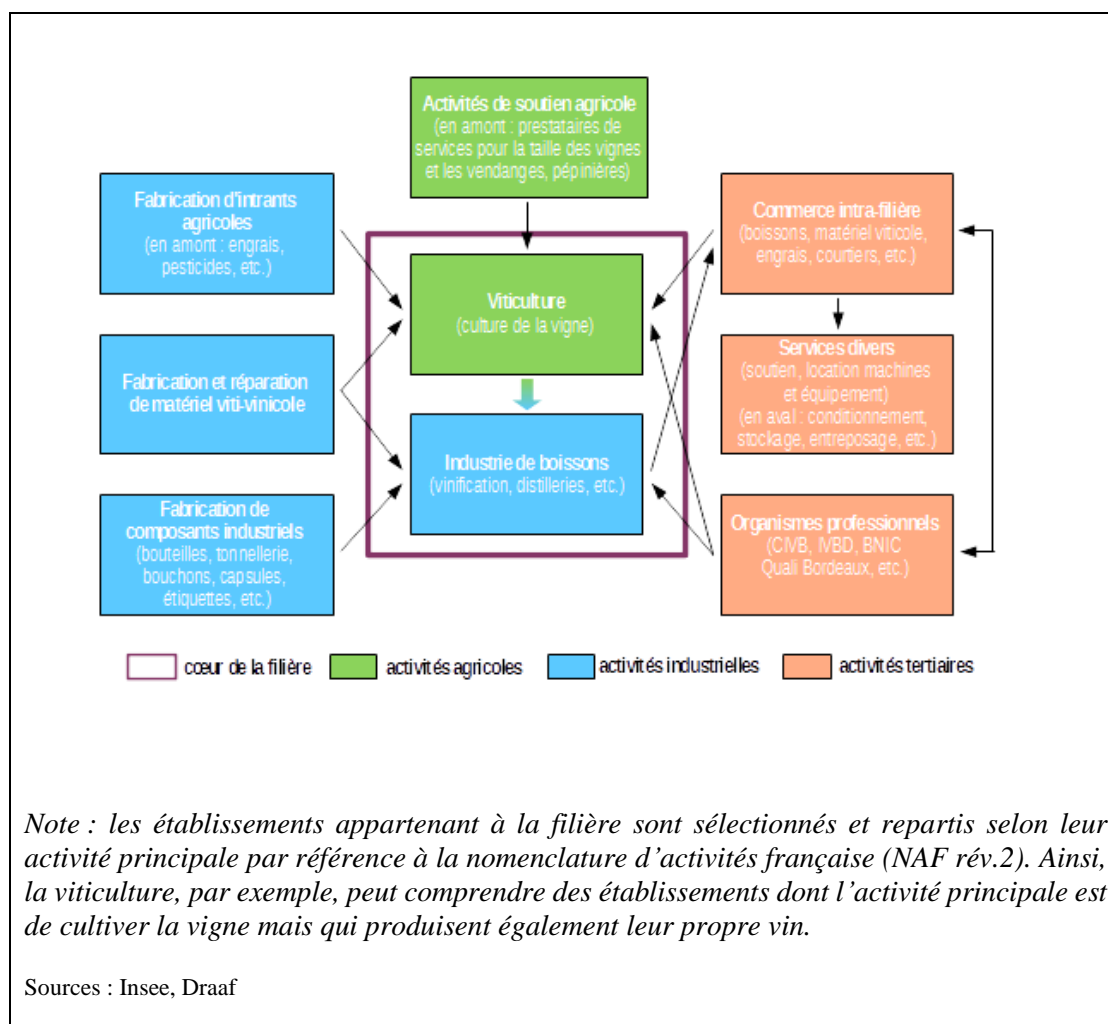 Activités de soutien agricole
(en amont : prestataires de
services pour la taille des vignes
et les vendanges, pépinières)
Fabrication d'intrants
agricoles
(en amont : engrais,
pesticides, etc.)
Commerce intra-filière
(boissons, matériel viticole,
engrais, courtiers, etc.)
Viticulture
(culture de la vigne)
Fabrication et réparation
de matériel viti-vinicole
Services divers
(soutien, location machines
et équipement)
(en aval : conditionnement,
stockage, entreposage, etc.)
Industrie de boissons
(vinification, distilleries, etc.)
Fabrication de
composants industriels
(bouteilles, tonnellerie,
bouchons, capsules,
étiquettes, etc.)
Organismes professionnels
(CIVB, IVBD, BNIC
Quali Bordeaux, etc.)
cœur de la filière
activités agricoles
activités industrielles
activités tertiaires
Note : les établissements appartenant à la filière sont sélectionnés et repartis selon leur
activité principale par référence à la nomenclature d'activités française (NAF rév.2). Ainsi,
la viticulture, par exemple, peut comprendre des établissements dont l'activité principale est
de cultiver la vigne mais qui produisent également leur propre vin.
Sources : Insee, Draaf